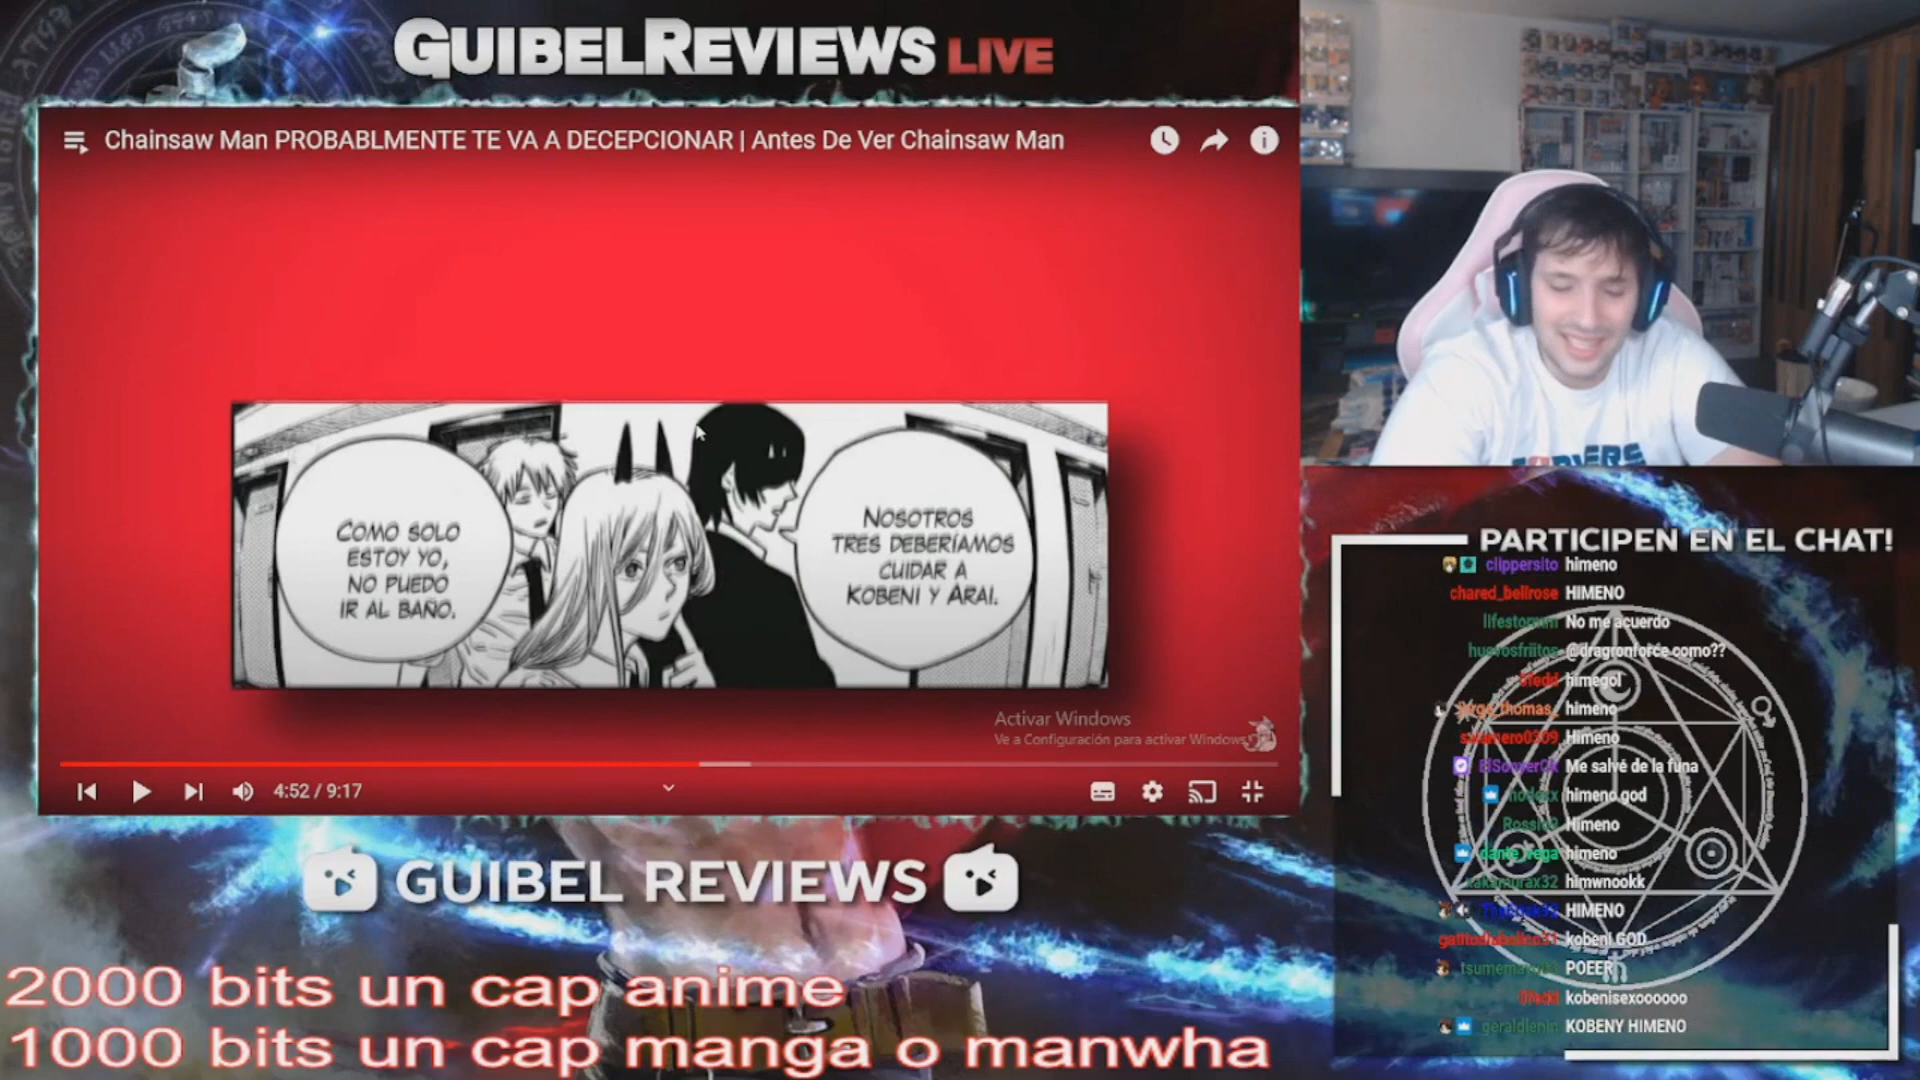 GUIBELREVIEWS LIVE
Chainsaw Man PROBABLMENTE TE VA A DECEPCIONAR | Antes De Ver Chainsaw Man
COMO SOLO
ESTOY YO,
NO PUEDO
IR AL BAÑO.
NOSOTROS
TRES DEBERÍAMOS
CUIDAR A
KOBENI Y ARAI.
Activar Windows
Ve a Configuración para activar Windows
4:52 / 9:17
GUIBEL REVIEWS
2000 bits un cap anime
1000 bits un cap manga o manwha
PARTICIPEN EN EL CHAT!
clippersito himeno
chared_bellrose HIMENO
No me acuerdo
huevosfriitos @dragronforce como??
himegol
himeno
Himeno
Me salvé de la funa
himeno god
Himeno
himeno
himwnookk
HIMENO
kobeni GOD
POEER
kobenisexoooooo
geraldlenin KOBENY HIMENO